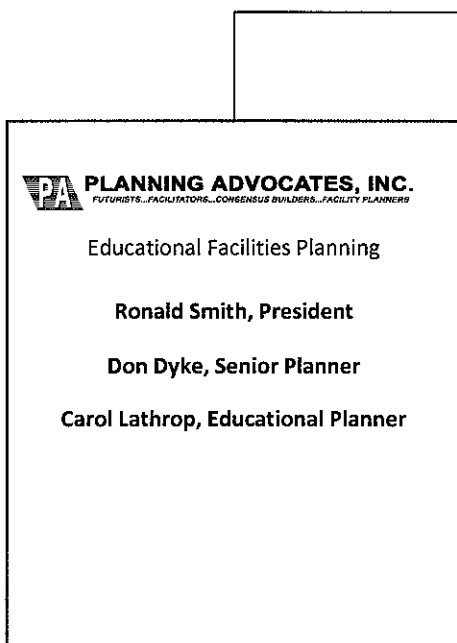 PA PLANNING ADVOCATES, INC.
FUTURISTS...FACILITATORS...CONSENSUS BUILDERS...FACILITY PLANNERS
Educational Facilities Planning
Ronald Smith, President
Don Dyke, Senior Planner
Carol Lathrop, Educational Planner